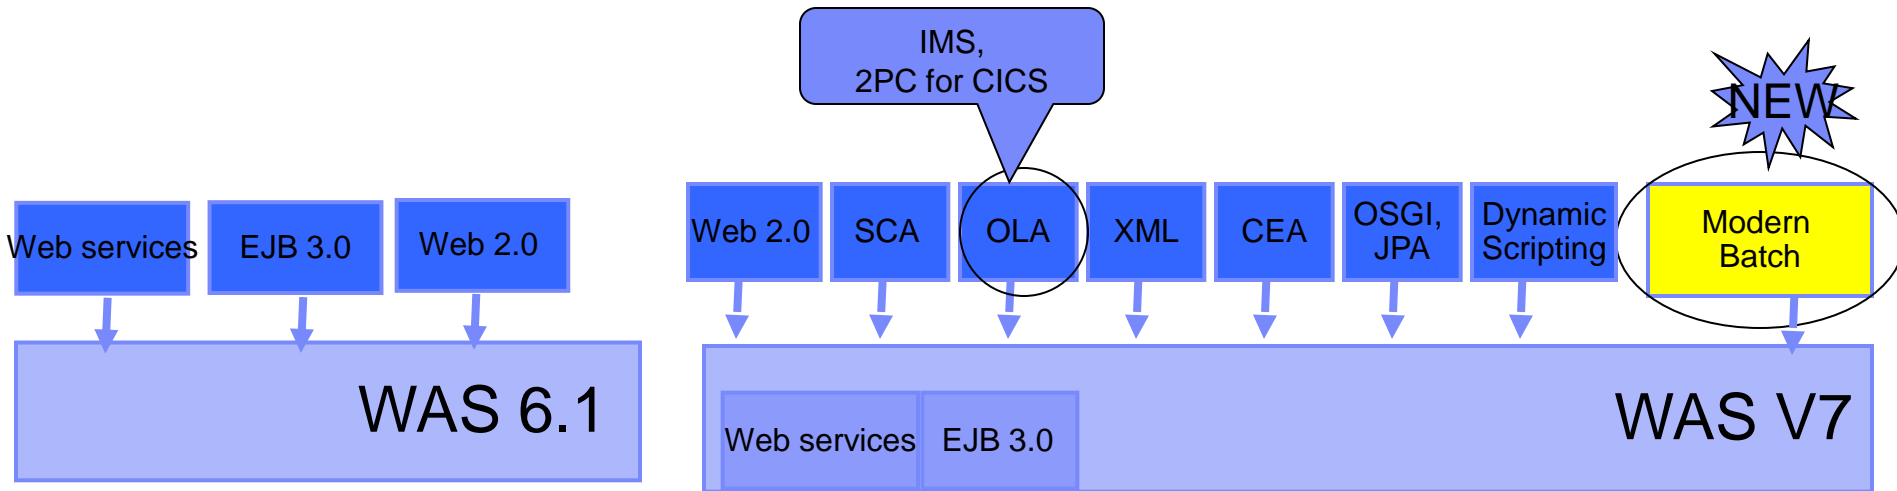 IMS,
2PC for CICS
NEW
Web services
EJB 3.0
Web 2.0
WAS 6.1
Web 2.0
SCA
OLA
XML
CEA
OSGI,
JPA
Dynamic
Scripting
Modern
Batch
Web services
EJB 3.0
WAS V7